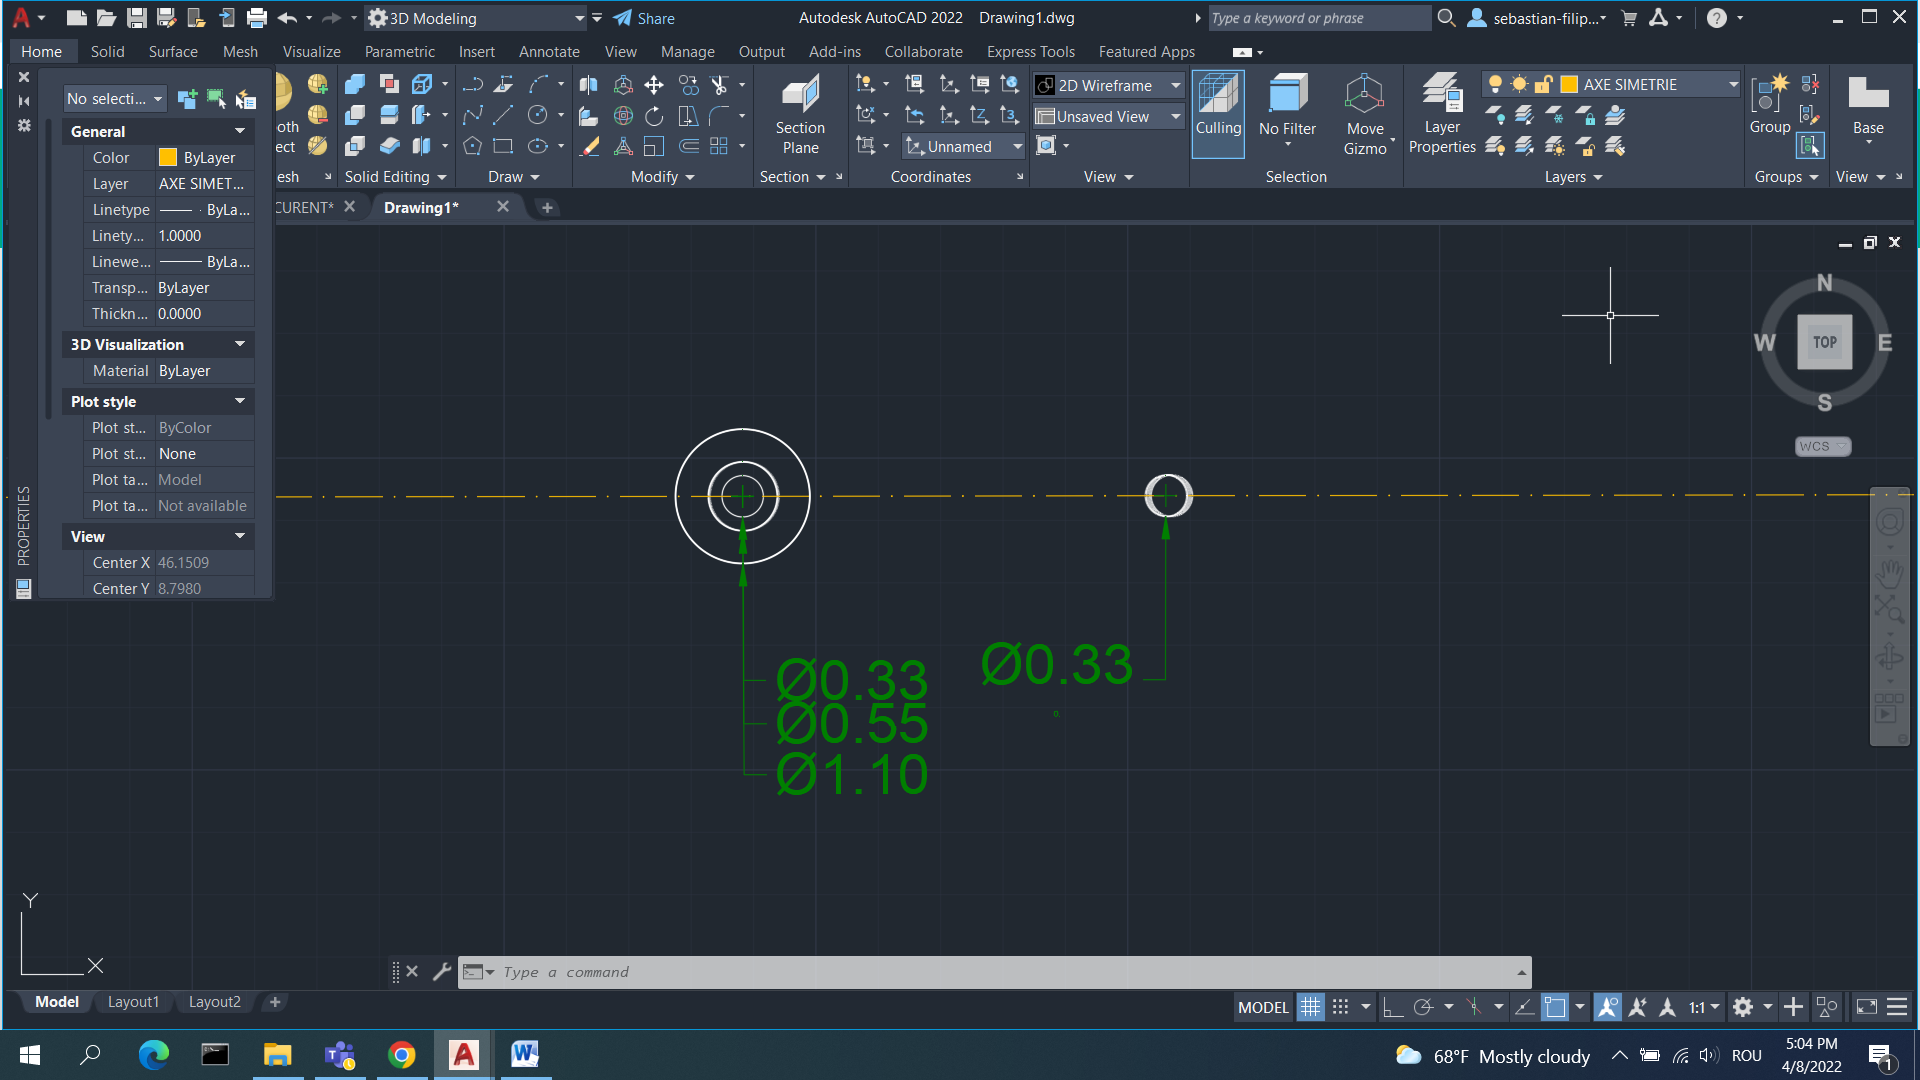 3D Modeling
Share
Autodesk AutoCAD 2022 Drawing1.dwg
Type a keyword or phrase
sebastian-filip...
Home Solid Surface Mesh Visualize Parametric Insert Annotate View Manage Output Add-ins Collaborate Express Tools Featured Apps
No selecti...
General
Color ByLayer
Layer AXE SIMET...
Linetype ByLa...
Linety... 1.0000
Linewe... ByLa...
Transp... ByLayer
Thickn... 0.0000
3D Visualization
Material ByLayer
Plot style
Plot st... ByColor
Plot st... None
Plot ta... Model
Plot ta... Not available
View
Center X 46.1509
Center Y 8.7980
PROPERTIES
oth
ect
esh
Solid Editing
Draw
Modify
Section
Plane
Section
Unnamed
Coordinates
2D Wireframe
Unsaved View
View
Culling
No Filter
Move
Gizmo
Selection
Layer
Properties
AXE SIMETRIE
Layers
Group
Groups
Base
View
CURENT*
Drawing1*
N
W TOP E
S
WCS
Ø0.33
Ø0.55
Ø1.10
Ø0.33
Y
X
Type a command
Model Layout1 Layout2
MODEL
1:1
68°F Mostly cloudy
ROU
5:04 PM
4/8/2022
1